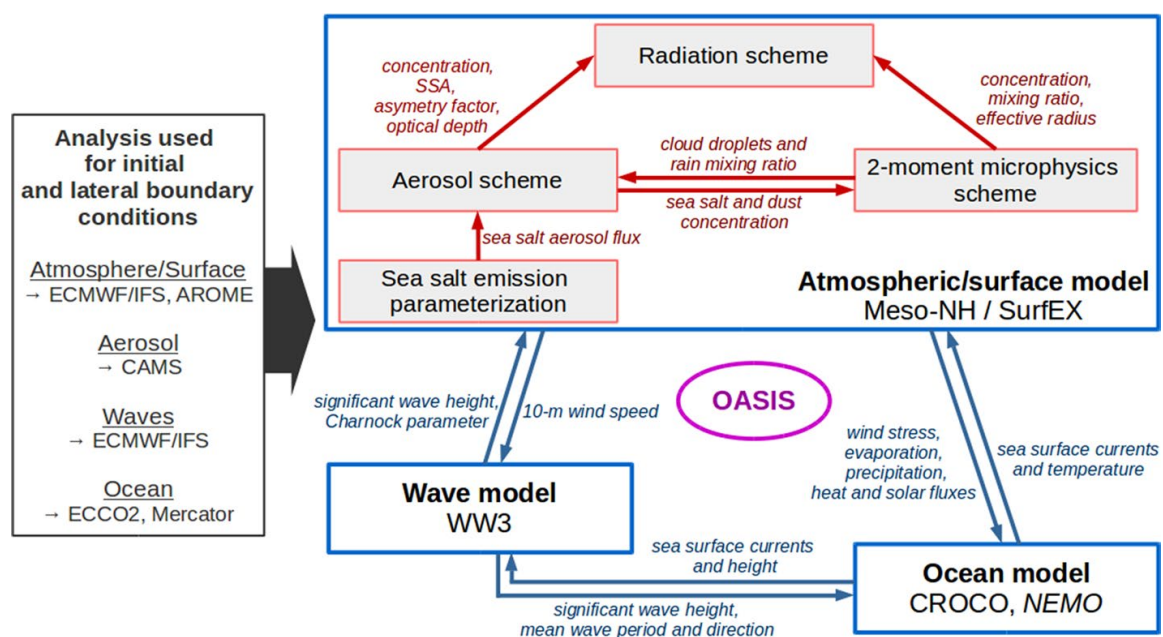 Analysis used
for initial
and lateral boundary
conditions
Atmosphere/Surface
→ ECMWF/IFS, AROME
Aerosol
→ CAMS
Waves
→ ECMWF/IFS
Ocean
→ ECCO2, Mercator
Radiation scheme
concentration,
SSA,
asymetry factor,
optical depth
concentration,
mixing ratio,
effective radius
cloud droplets and
rain mixing ratio
Aerosol scheme
2-moment microphysics
scheme
sea salt and dust
concentration
sea salt aerosol flux
Sea salt emission
parameterization
Atmospheric/surface model
Meso-NH / SurfEX
significant wave height,
Charnock parameter
10-m wind speed
OASIS
wind stress,
evaporation,
precipitation,
heat and solar fluxes
sea surface currents
and temperature
Wave model
WW3
sea surface currents
and height
significant wave height,
mean wave period and direction
Ocean model
CROCO, NEMO